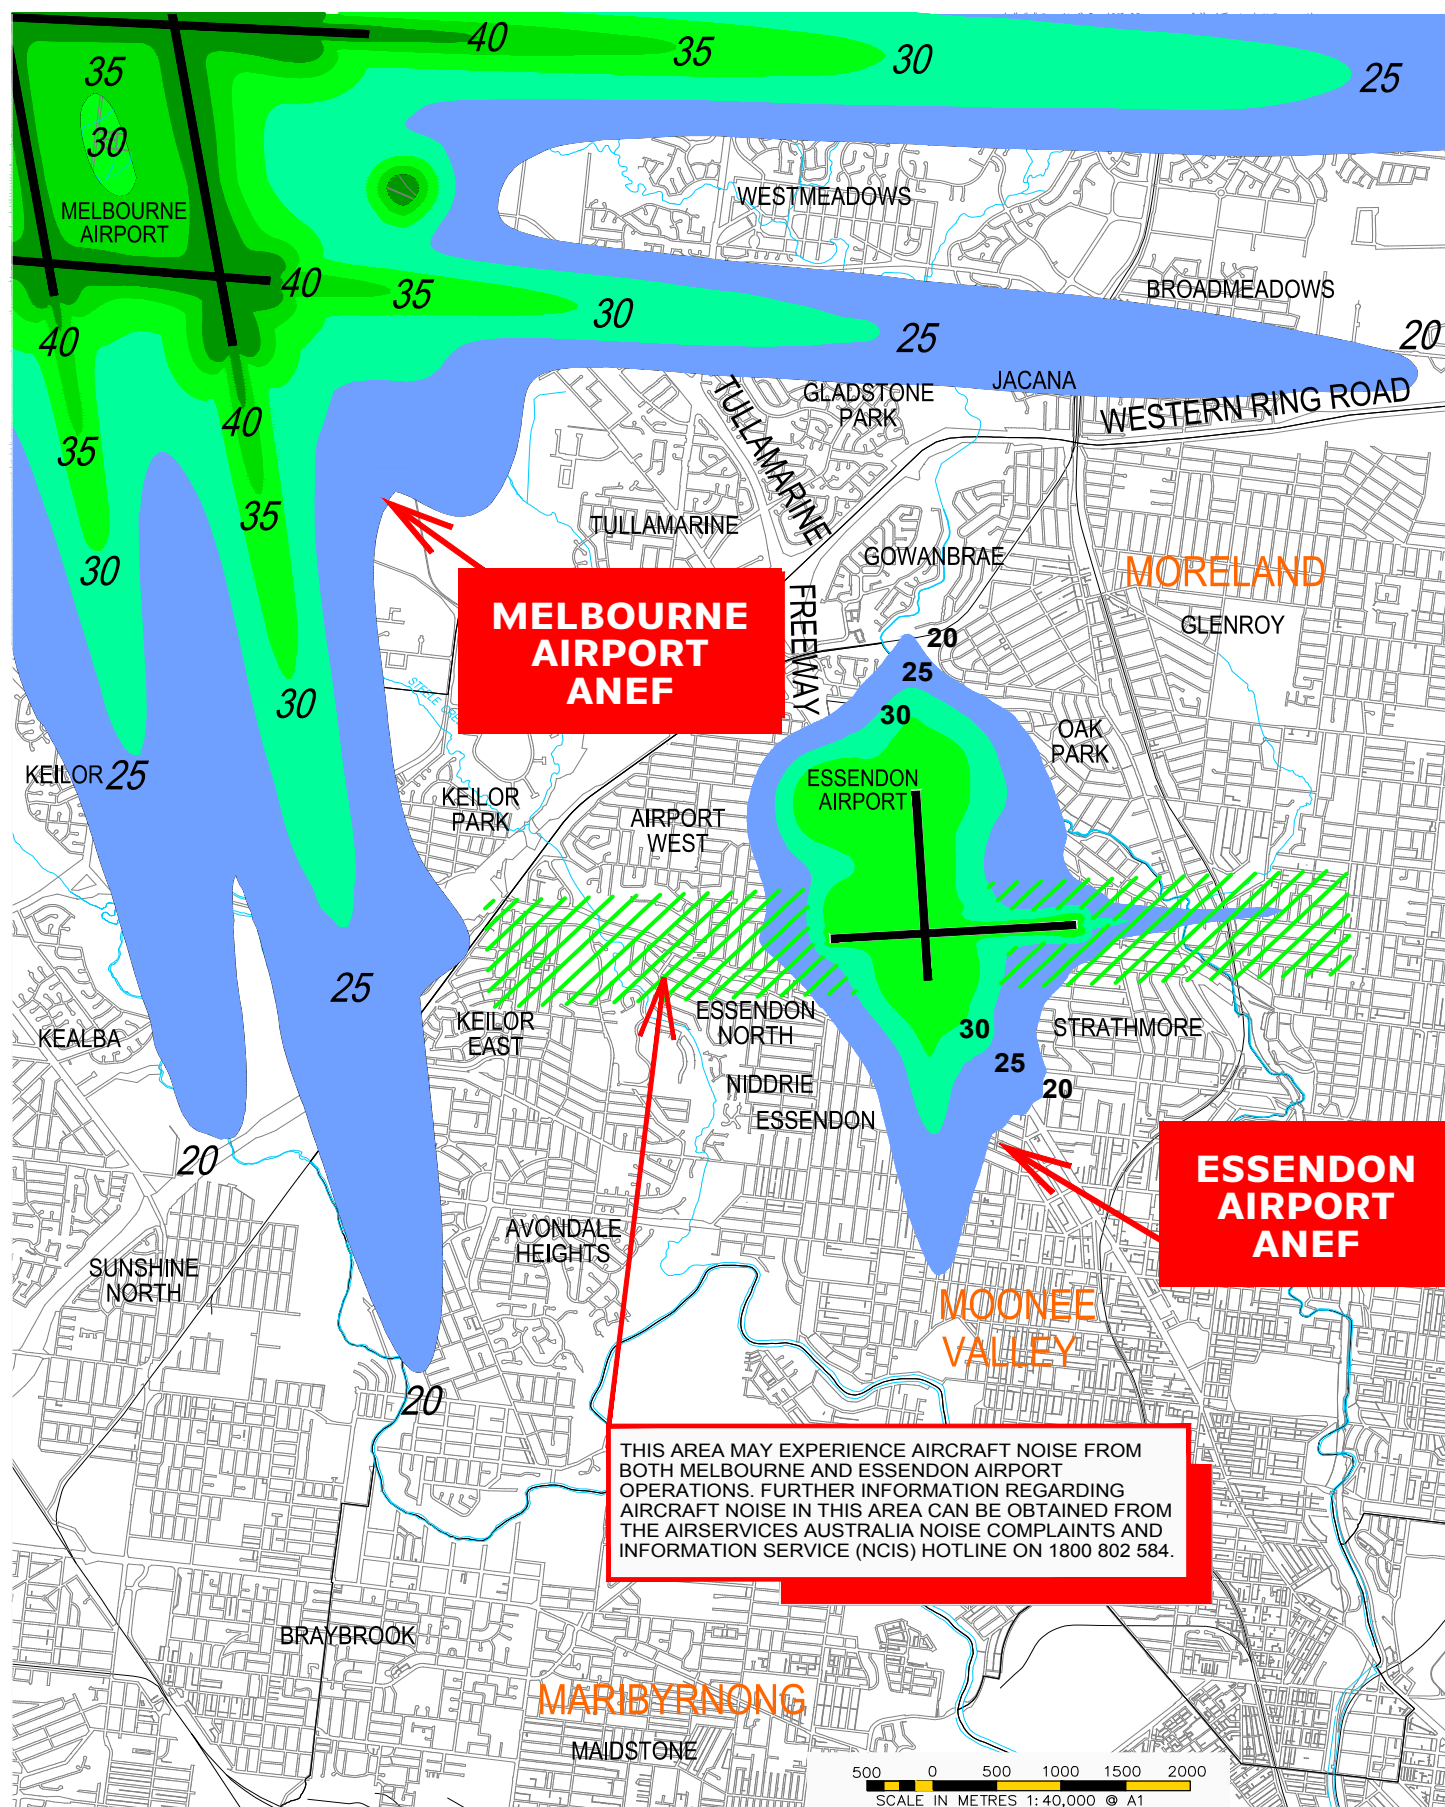 40
35
30
25
35
30
WESTMEADOWS
MELBOURNE
AIRPORT
40
35
30
25
BROADMEADOWS
20
40
JACANA
GLADSTONE
PARK
WESTERN RING ROAD
TULLAMARINE
FREEWAY
40
35
35
TULLAMARINE
GOWANBRAE
MORELAND
30
GLENROY
MELBOURNE
AIRPORT
ANEF
20
25
30
30
OAK
PARK
KEILOR
25
ESSENDON
AIRPORT
KEILOR
PARK
AIRPORT
WEST
25
ESSENDON
NORTH
KEILOR
EAST
30
STRATHMORE
KEALBA
25
20
NIDDRIE
ESSENDON
20
ESSENDON
AIRPORT
ANEF
AVONDALE
HEIGHTS
SUNSHINE
NORTH
MOONEE
VALLEY
20
THIS AREA MAY EXPERIENCE AIRCRAFT NOISE FROM
BOTH MELBOURNE AND ESSENDON AIRPORT
OPERATIONS. FURTHER INFORMATION REGARDING
AIRCRAFT NOISE IN THIS AREA CAN BE OBTAINED FROM
THE AIRSERVICES AUSTRALIA NOISE COMPLAINTS AND
INFORMATION SERVICE (NCIS) HOTLINE ON 1800 802 584.
BRAYBROOK
MARIBYRNONG
MAIDSTONE
500 0 500 1000 1500 2000
SCALE IN METRES 1:40,000 @ A1